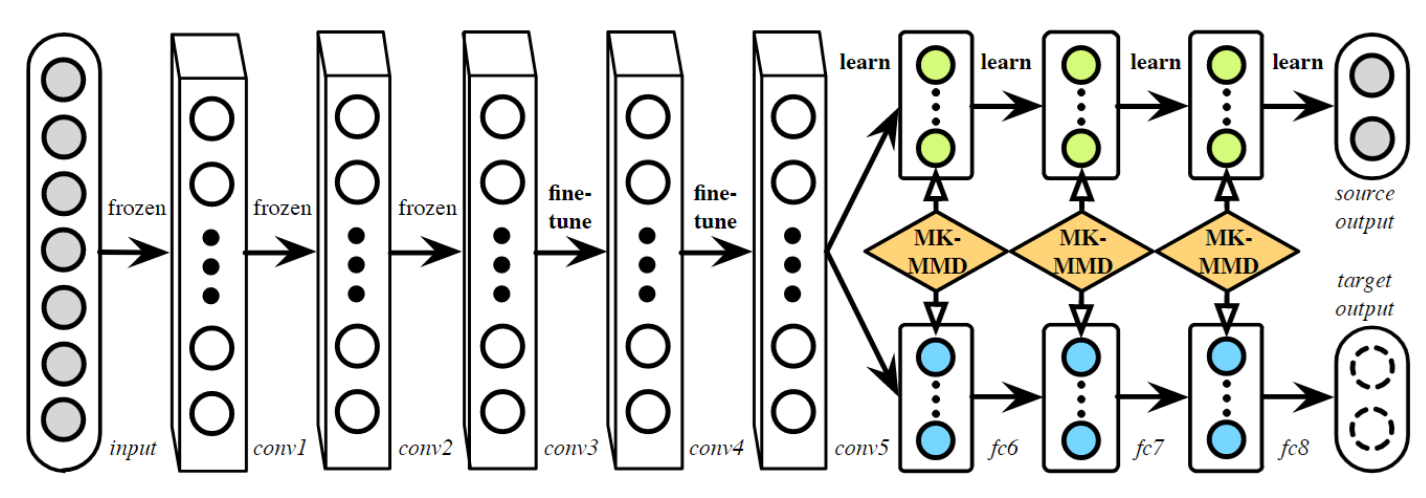 learn
learn
learn
learn
frozen
frozen
frozen
fine-
tune
fine-
tune
MK-
MMD
MK-
MMD
MK-
MMD
source
output
target
output
input
conv1
conv2
conv3
conv4
conv5
fc6
fc7
fc8